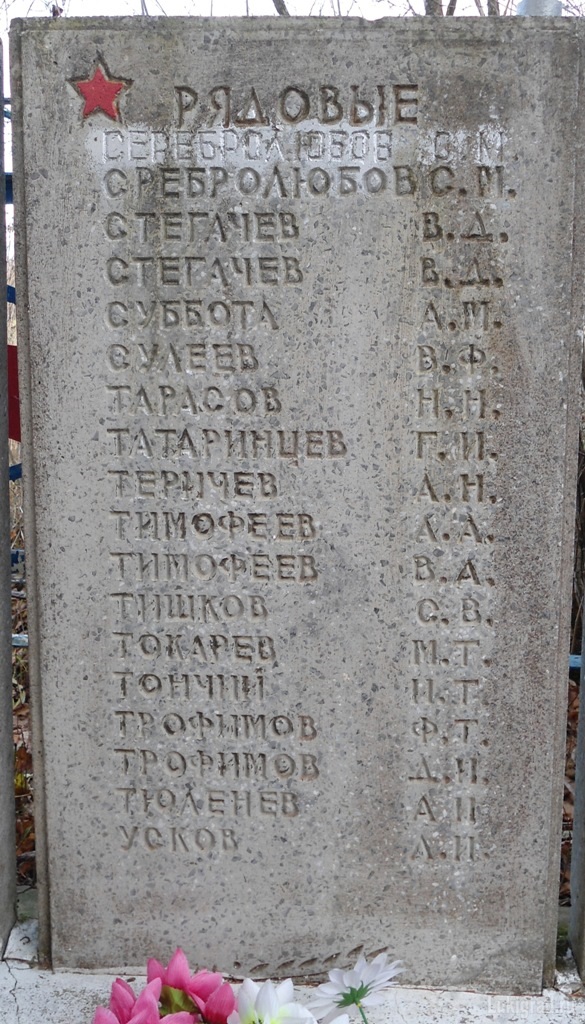 РЯДОВЫЕ
СЕРЕБРОЛЮБОВ С М
СРЕБРОЛЮБОВ С.М.
СТЕГАЧЕВ В.Д.
СТЕГАЧЕВ В.Д.
СУББОТА А.М.
СУЛЕЕВ В.Ф.
ТАРАСОВ Н.Н.
ТАТАРИНЦЕВ Г.И.
ТЕРИЧЕВ А.Н.
ТИМОФЕЕВ А.А.
ТИМОФЕЕВ В.А.
ТИШКОВ С.В.
ТОКАРЕВ М.Т.
ТОНЧИЙ И.Т.
ТРОФИМОВ Ф.Т.
ТРОФИМОВ Д.И.
ТЮЛЕНЕВ
УСКОВ